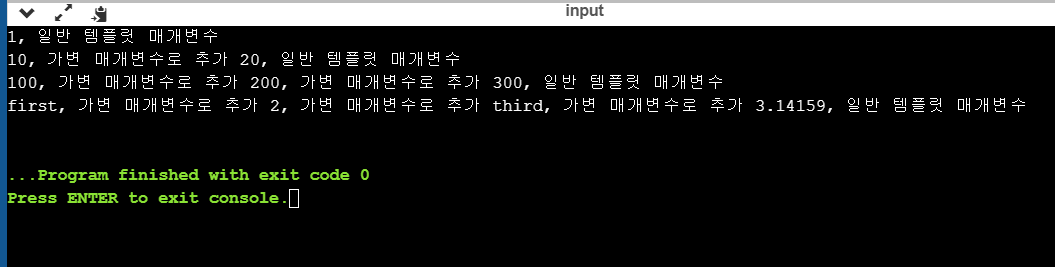 input
1, 일반 템플릿 매개변수
10, 가변 매개변수로 추가 20, 일반 템플릿 매개변수
100, 가변 매개변수로 추가 200, 가변 매개변수로 추가 300, 일반 템플릿 매개변수
first, 가변 매개변수로 추가 2, 가변 매개변수로 추가 third, 가변 매개변수로 추가 3.14159, 일반 템플릿 매개변수
...Program finished with exit code 0
Press ENTER to exit console.